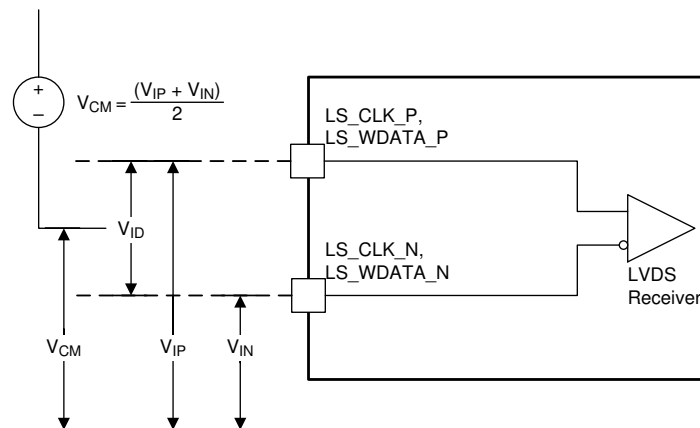 +
−
V_CM = (V_IP + V_IN) / 2
LS_CLK_P,
LS_WDATA_P
V_ID
LS_CLK_N,
LS_WDATA_N
LVDS
Receiver
V_CM
V_IP
V_IN